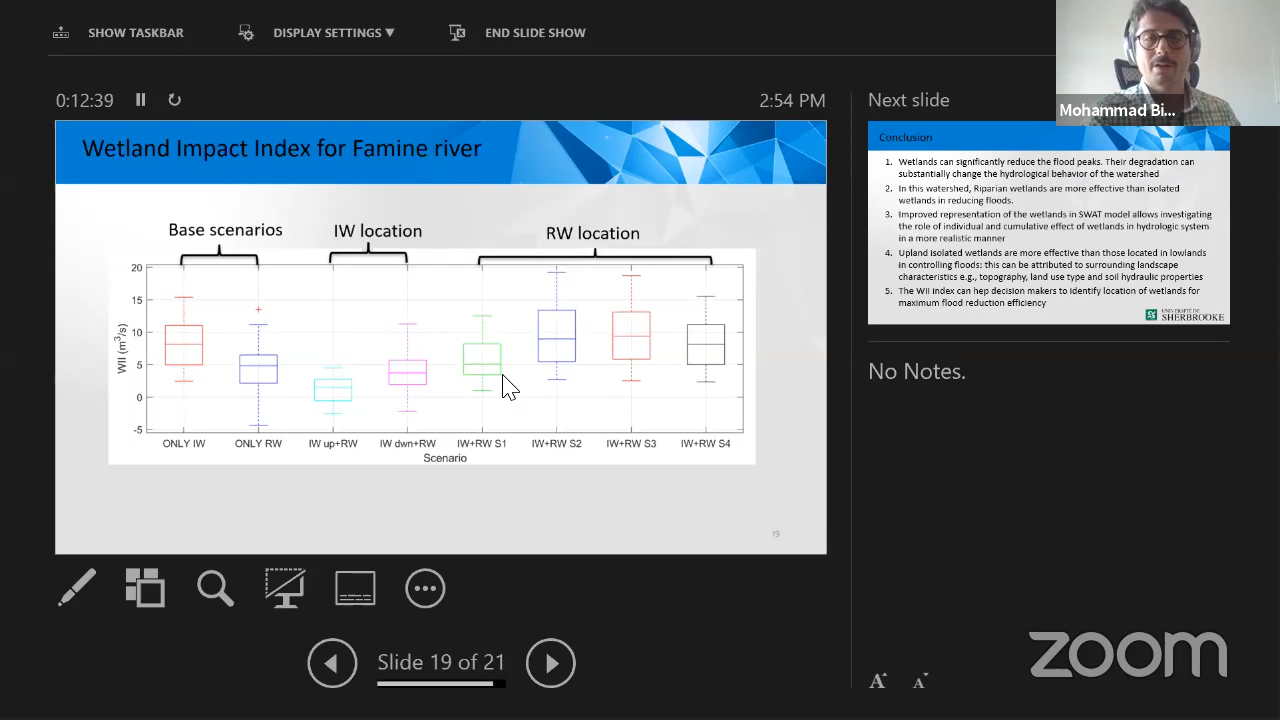 SHOW TASKBAR
DISPLAY SETTINGS ▼
END SLIDE SHOW
0:12:39
2:54 PM
Next slide
Mohammad Bi...
Wetland Impact Index for Famine river
Base scenarios
IW location
RW location
20
15
10
5
0
-5
WII (m³/s)
ONLY IW
ONLY RW
IW up+RW
IW dwn+RW
IW+RW S1
IW+RW S2
IW+RW S3
IW+RW S4
Scenario
19
Conclusion
1. Wetlands can significantly reduce the flood peaks. Their degradation can
substantially change the hydrological behavior of the watershed
2. In this watershed, Riparian wetlands are more effective than isolated
wetlands in reducing floods.
3. Improved representation of the wetlands in SWAT model allows investigating
the role of individual and cumulative effect of wetlands in hydrologic system
in a more realistic manner
4. Upland isolated wetlands are more effective than those located in lowlands
in controlling floods: this can be attributed to surrounding landscape
characteristics e.g., topography, land use type and soil hydraulic properties
5. The WII index can hep decision makers to identify location of wetlands for
maximum flood reduction efficiency
UNIVERSITÉ DE
SHERBROOKE
No Notes.
Slide 19 of 21
A
A
zoom